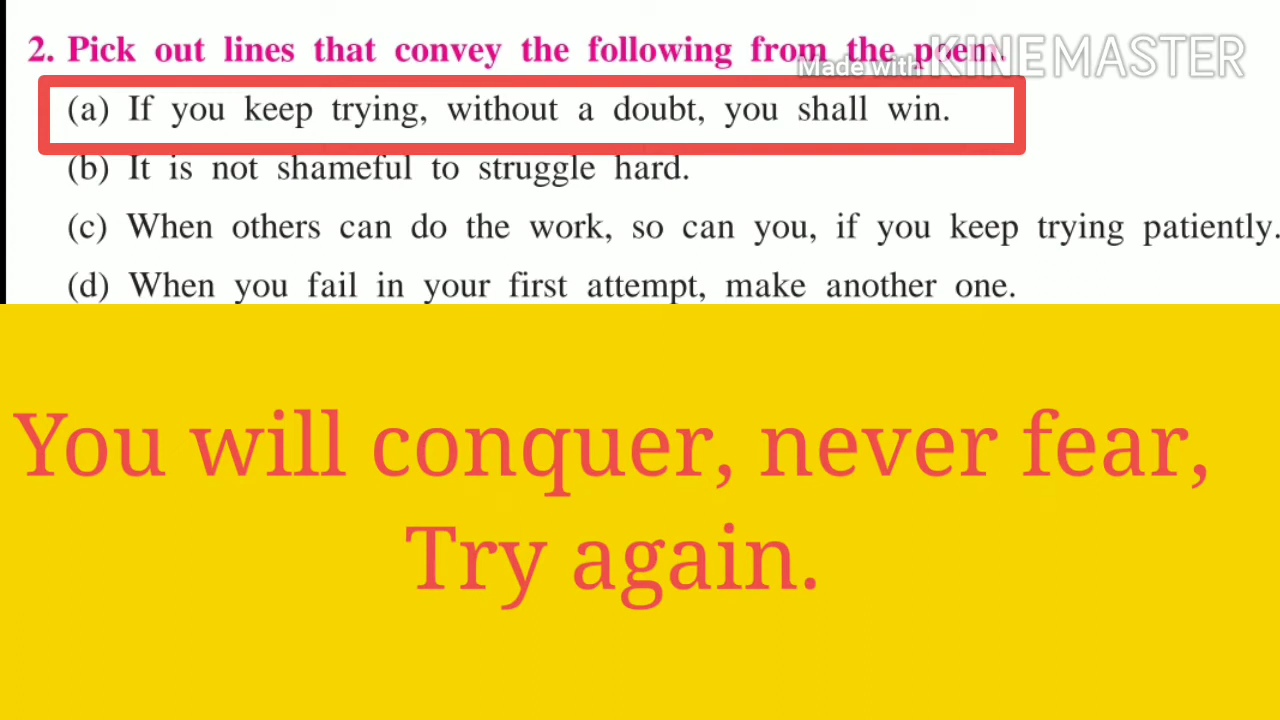 2. Pick out lines that convey the following from the poem.
Made with KINEMASTER
(a) If you keep trying, without a doubt, you shall win.
(b) It is not shameful to struggle hard.
(c) When others can do the work, so can you, if you keep trying patiently.
(d) When you fail in your first attempt, make another one.
You will conquer, never fear,
Try again.